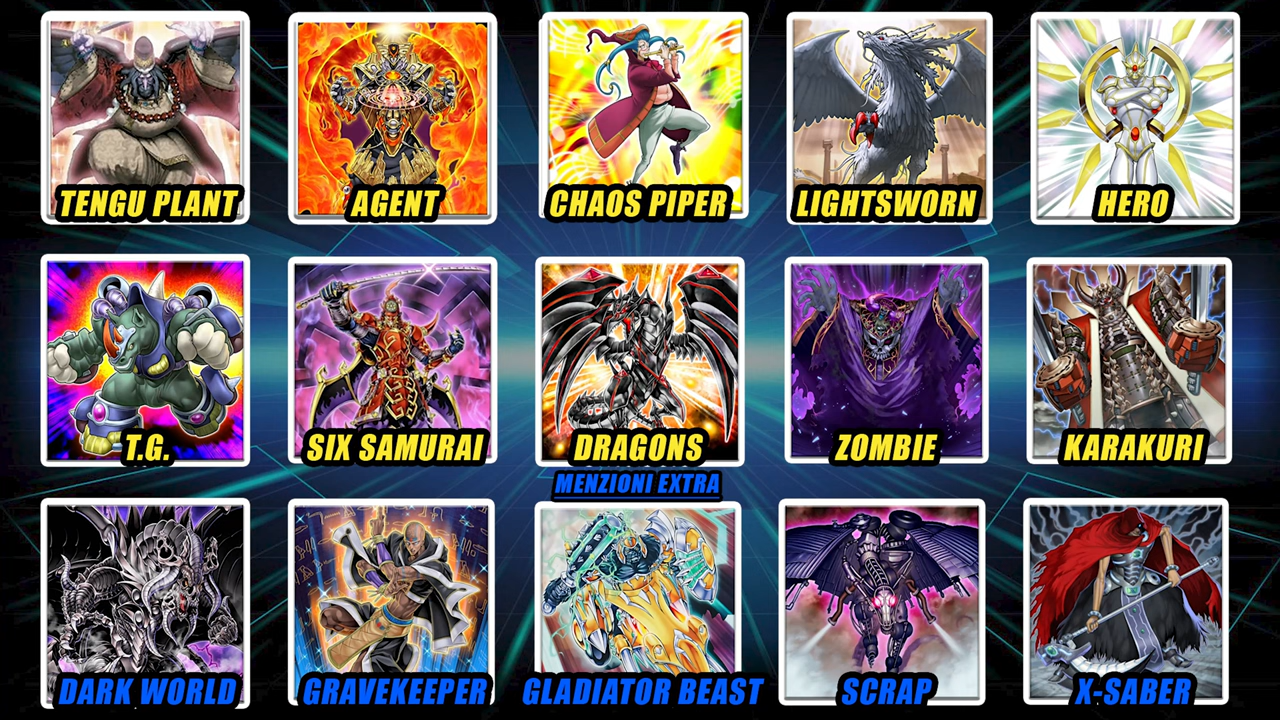 TENGU PLANT
AGENT
CHAOS PIPER
LIGHTSWORN
HERO
T.G.
SIX SAMURAI
DRAGONS
ZOMBIE
KARAKURI
MENZIONI EXTRA
DARK WORLD
GRAVEKEEPER
GLADIATOR BEAST
SCRAP
X-SABER